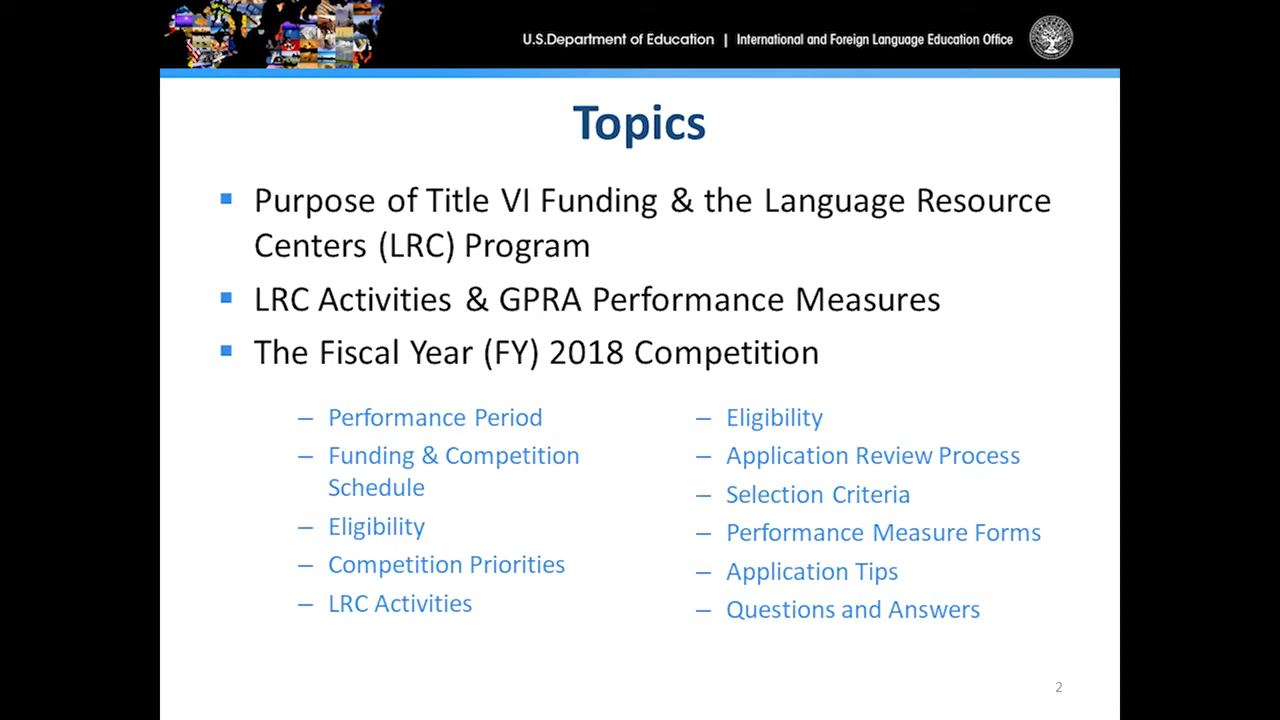 U.S.Department of Education | International and Foreign Language Education Office
Topics
▪ Purpose of Title VI Funding & the Language Resource
Centers (LRC) Program
▪ LRC Activities & GPRA Performance Measures
▪ The Fiscal Year (FY) 2018 Competition
– Performance Period
– Funding & Competition
Schedule
– Eligibility
– Competition Priorities
– LRC Activities
– Eligibility
– Application Review Process
– Selection Criteria
– Performance Measure Forms
– Application Tips
– Questions and Answers
2